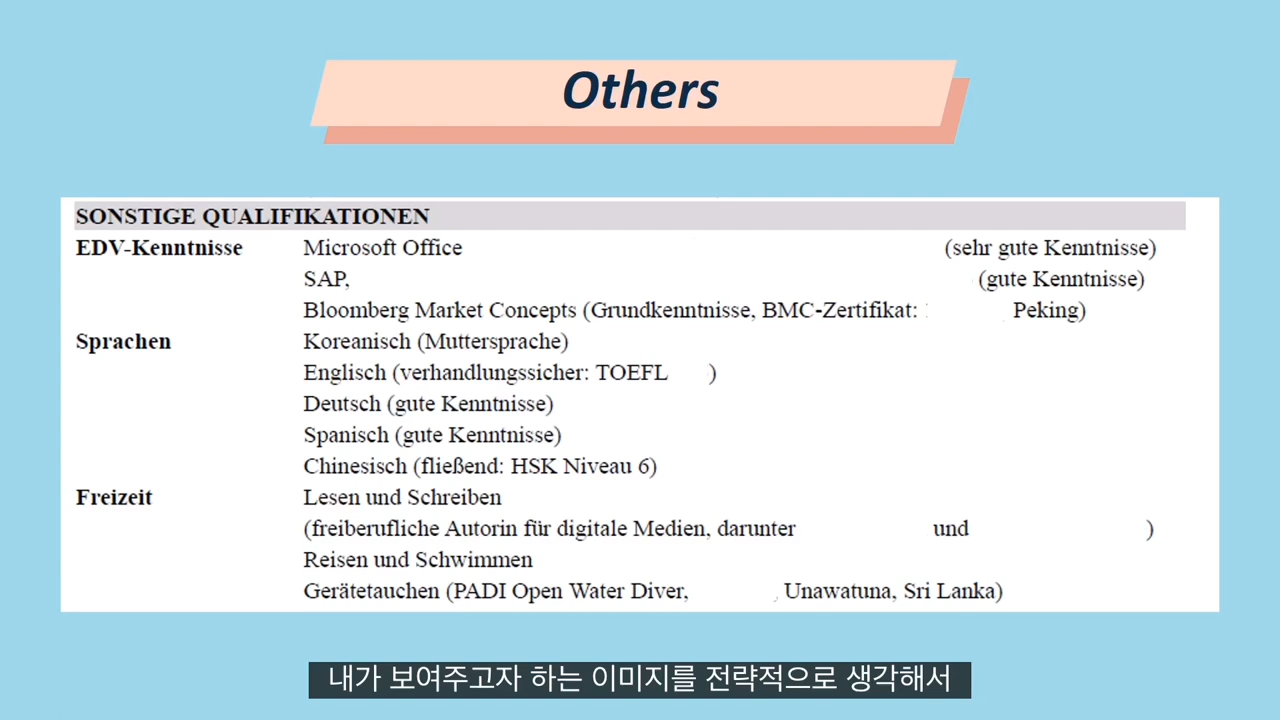 Others
SONSTIGE QUALIFIKATIONEN
EDV-Kenntnisse Microsoft Office (sehr gute Kenntnisse)
SAP, (gute Kenntnisse)
Bloomberg Market Concepts (Grundkenntnisse, BMC-Zertifikat: Peking)
Sprachen Koreanisch (Muttersprache)
Englisch (verhandlungssicher: TOEFL )
Deutsch (gute Kenntnisse)
Spanisch (gute Kenntnisse)
Chinesisch (fließend: HSK Niveau 6)
Freizeit Lesen und Schreiben
(freiberufliche Autorin für digitale Medien, darunter und )
Reisen und Schwimmen
Gerätetauchen (PADI Open Water Diver, , Unawatuna, Sri Lanka)
내가 보여주고자 하는 이미지를 전략적으로 생각해서